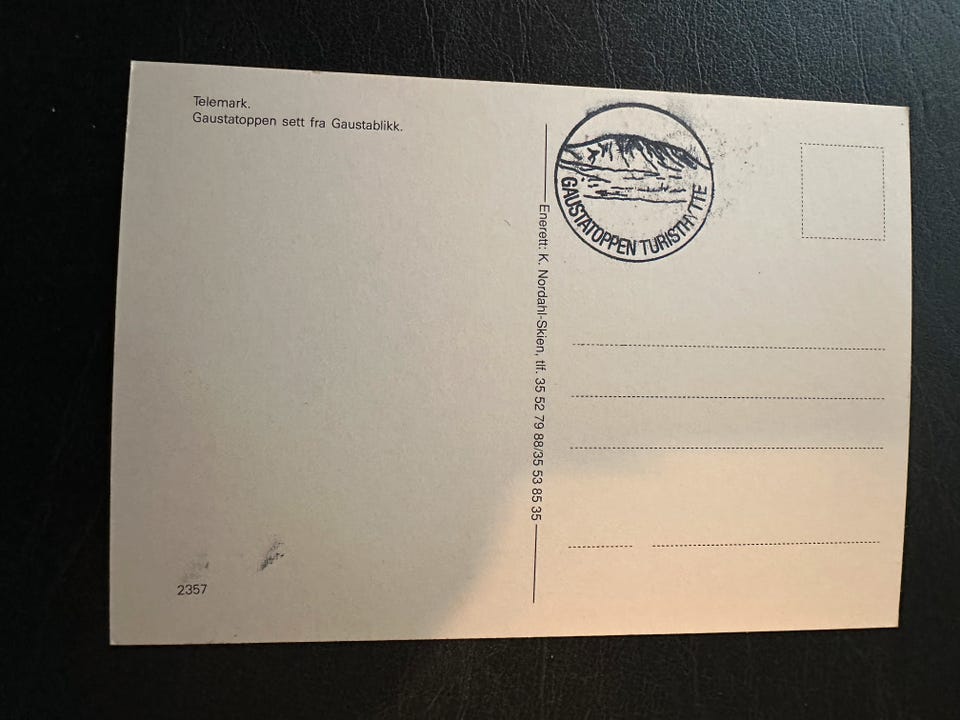 Telemark.
Gaustatoppen sett fra Gaustablikk.
GAUSTATOPPEN TURISTHYTTE
Enerett: K. Nordahl-Skien, tlf. 35 52 79 88/35 53 85 35
2357